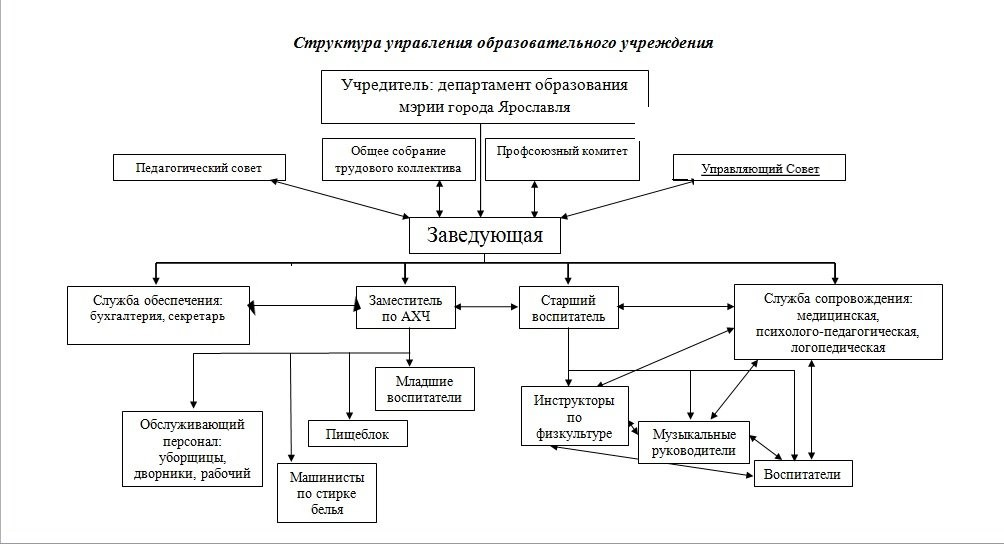 Структура управления образовательного учреждения
Учредитель: департамент образования
мэрии города Ярославля
Педагогический совет
Общее собрание
трудового коллектива
Профсоюзный комитет
Управляющий Совет
Заведующая
Служба обеспечения:
бухгалтерия, секретарь
Заместитель
по АХЧ
Старший
воспитатель
Служба сопровождения:
медицинская,
психолого-педагогическая,
логопедическая
Младшие
воспитатели
Обслуживающий
персонал:
уборщицы,
дворники, рабочий
Пищеблок
Машинисты
по стирке
белья
Инструкторы
по
физкультуре
Музыкальные
руководители
Воспитатели